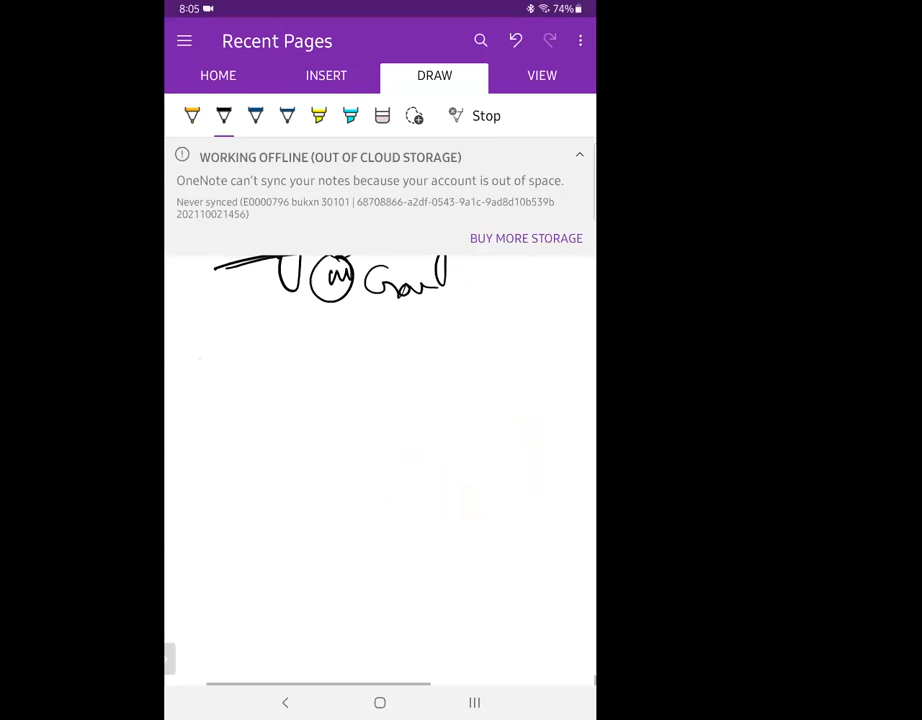 8:05 74%
Recent Pages
HOME INSERT DRAW VIEW
Stop
WORKING OFFLINE (OUT OF CLOUD STORAGE)
OneNote can't sync your notes because your account is out of space.
Never synced (E0000796 bukxn 30101 | 68708866-a2df-0543-9a1c-9ad8d10b539b
202110021456)
BUY MORE STORAGE